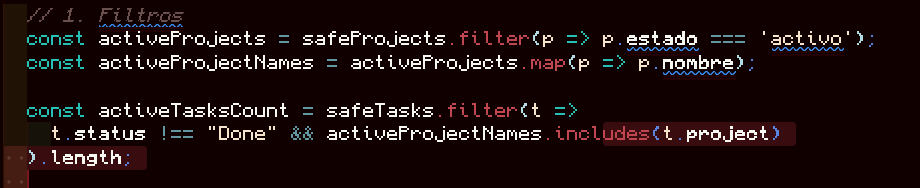 // 1. Filtros
const activeProjects = safeProjects.filter(p => p.estado === 'activo');
const activeProjectNames = activeProjects.map(p => p.nombre);
const activeTasksCount = safeTasks.filter(t =>
t.status !== "Done" && activeProjectNames.includes(t.project)
).length;